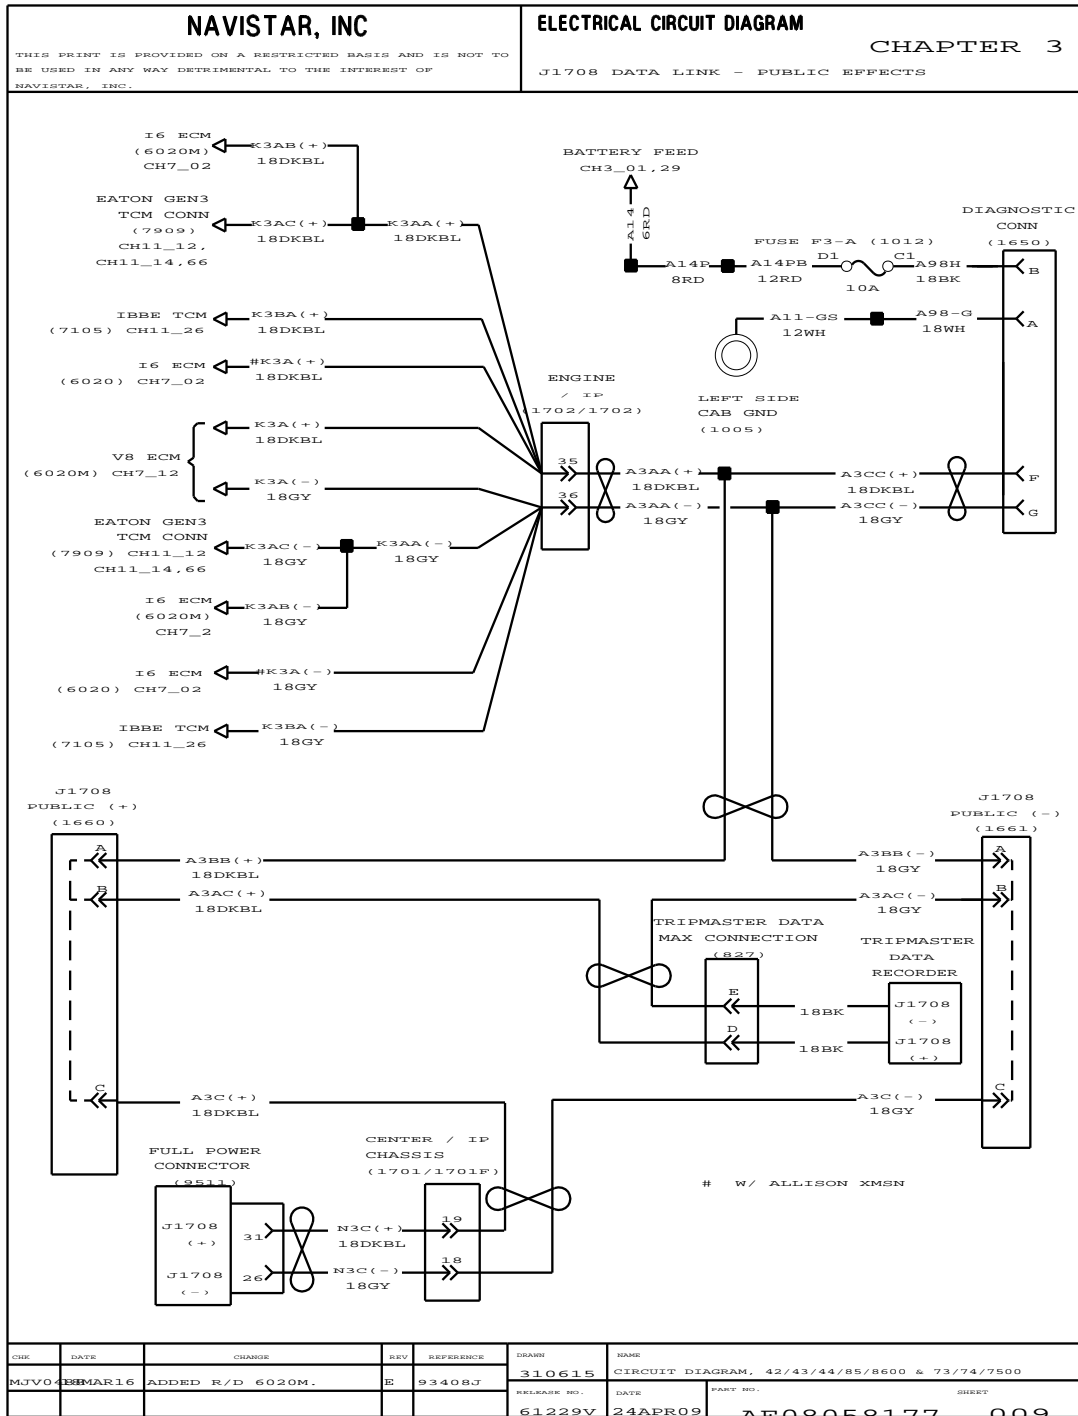 NAVISTAR, INC
THIS PRINT IS PROVIDED ON A RESTRICTED BASIS AND IS NOT TO
BE USED IN ANY WAY DETRIMENTAL TO THE INTEREST OF
NAVISTAR, INC.
ELECTRICAL CIRCUIT DIAGRAM
CHAPTER 3
J1708 DATA LINK - PUBLIC EFFECTS
I6 ECM
(6020M)
CH7_02
K3AB(+)
18DKBL
EATON GEN3
TCM CONN
(7909)
CH11_12,
CH11_14,66
K3AC(+)
18DKBL
K3AA(+)
18DKBL
IBBE TCM
(7105) CH11_26
K3BA(+)
18DKBL
I6 ECM
(6020) CH7_02
#K3A(+)
18DKBL
V8 ECM
(6020M) CH7_12
K3A(+)
18DKBL
K3A(-)
18GY
EATON GEN3
TCM CONN
(7909) CH11_12
CH11_14,66
K3AC(-)
18GY
K3AA(-)
18GY
I6 ECM
(6020M)
CH7_2
K3AB(-)
18GY
I6 ECM
(6020) CH7_02
#K3A(-)
18GY
IBBE TCM
(7105) CH11_26
K3BA(-)
18GY
BATTERY FEED
CH3_01,29
A14
6RD
A14P
8RD
A14PB
12RD
FUSE F3-A (1012)
D1
C1
10A
A98H
18BK
DIAGNOSTIC
CONN
(1650)
B
A
F
G
A11-GS
12WH
A98-G
18WH
LEFT SIDE
CAB GND
(1005)
ENGINE
/ IP
(1702/1702)
35
36
A3AA(+)
18DKBL
A3AA(-)
18GY
A3CC(+)
18DKBL
A3CC(-)
18GY
J1708
PUBLIC (+)
(1660)
A
B
C
A3BB(+)
18DKBL
A3AC(+)
18DKBL
A3C(+)
18DKBL
J1708
PUBLIC (-)
(1661)
A
B
C
A3BB(-)
18GY
A3AC(-)
18GY
A3C(-)
18GY
TRIPMASTER DATA
MAX CONNECTION
(827)
E
D
18BK
18BK
TRIPMASTER
DATA
RECORDER
J1708
(-)
J1708
(+)
FULL POWER
CONNECTOR
(9511)
J1708
(+)
J1708
(-)
31
26
N3C(+)
18DKBL
N3C(-)
18GY
CENTER / IP
CHASSIS
(1701/1701F)
19
18
# W/ ALLISON XMSN
CHK DATE CHANGE REV REFERENCE
18MAR16 ADDED R/D 6020M. E 93408J
DRAWN
310615
NAME
CIRCUIT DIAGRAM, 42/43/44/85/8600 & 73/74/7500
RELEASE NO.
61229V
DATE
24APR09
PART NO.
AF08058177
SHEET
009